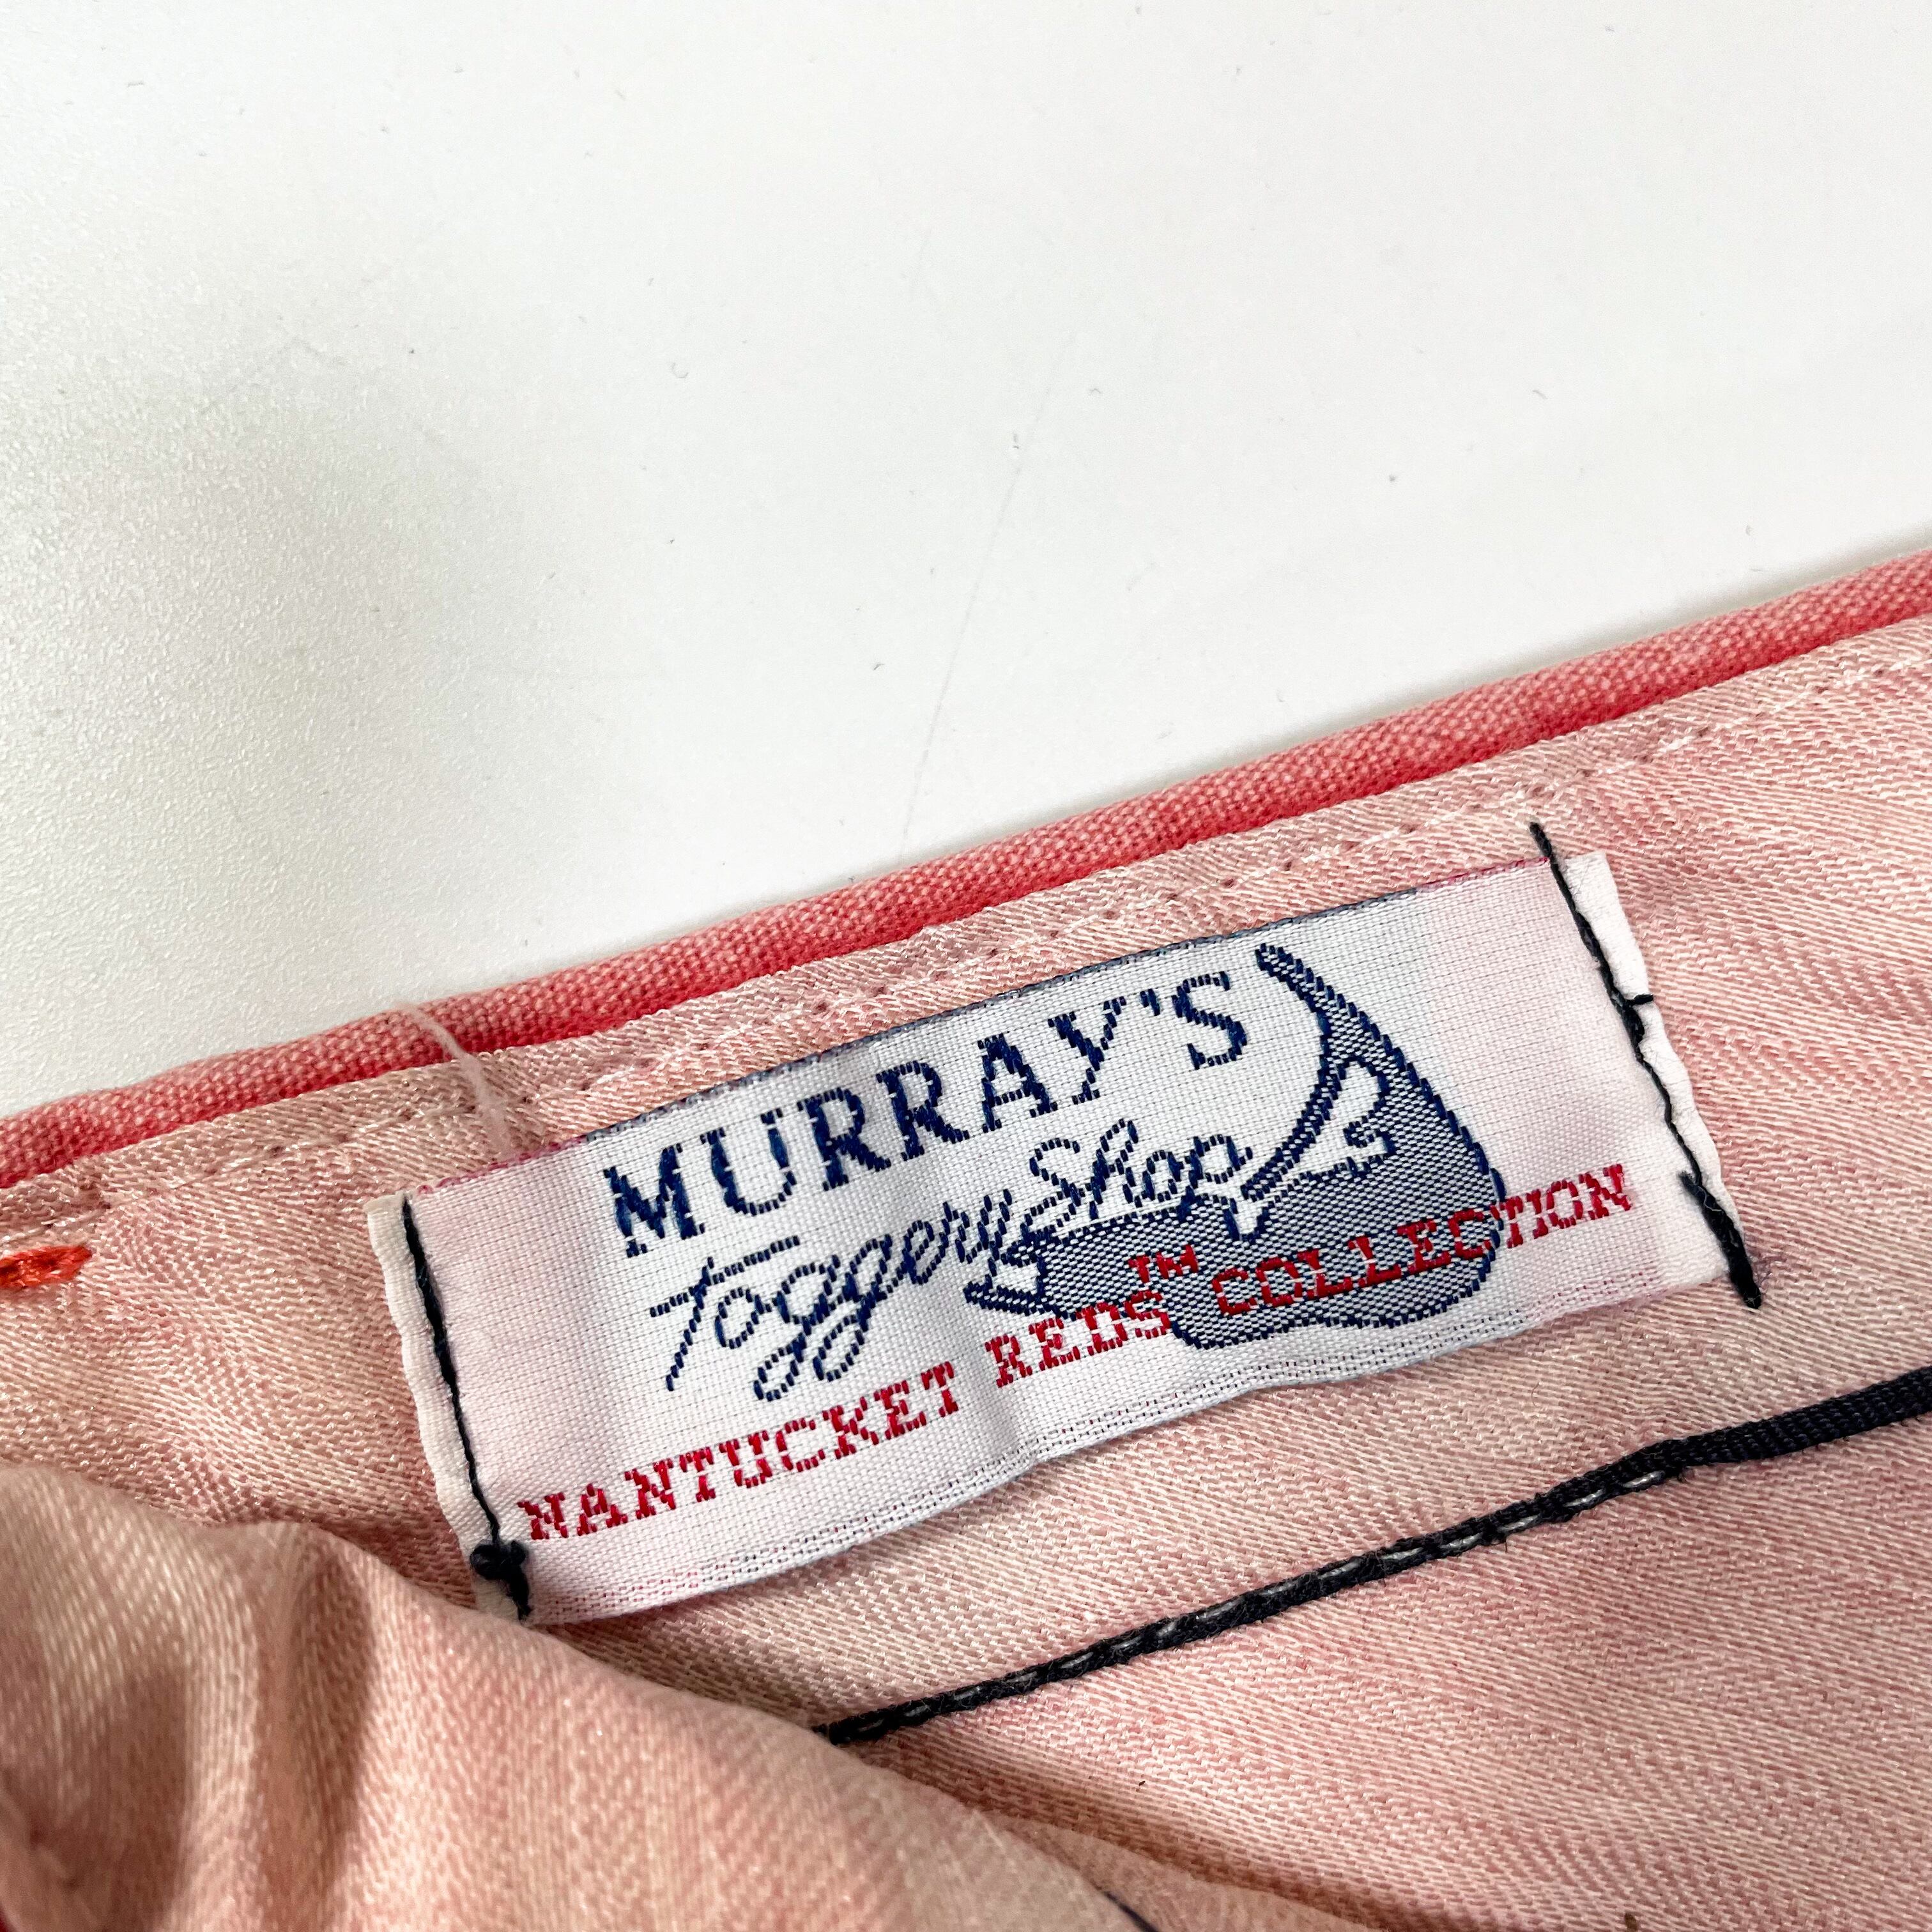 MURRAY'S
Toggery Shop
NANTUCKET REDS™ COLLECTION